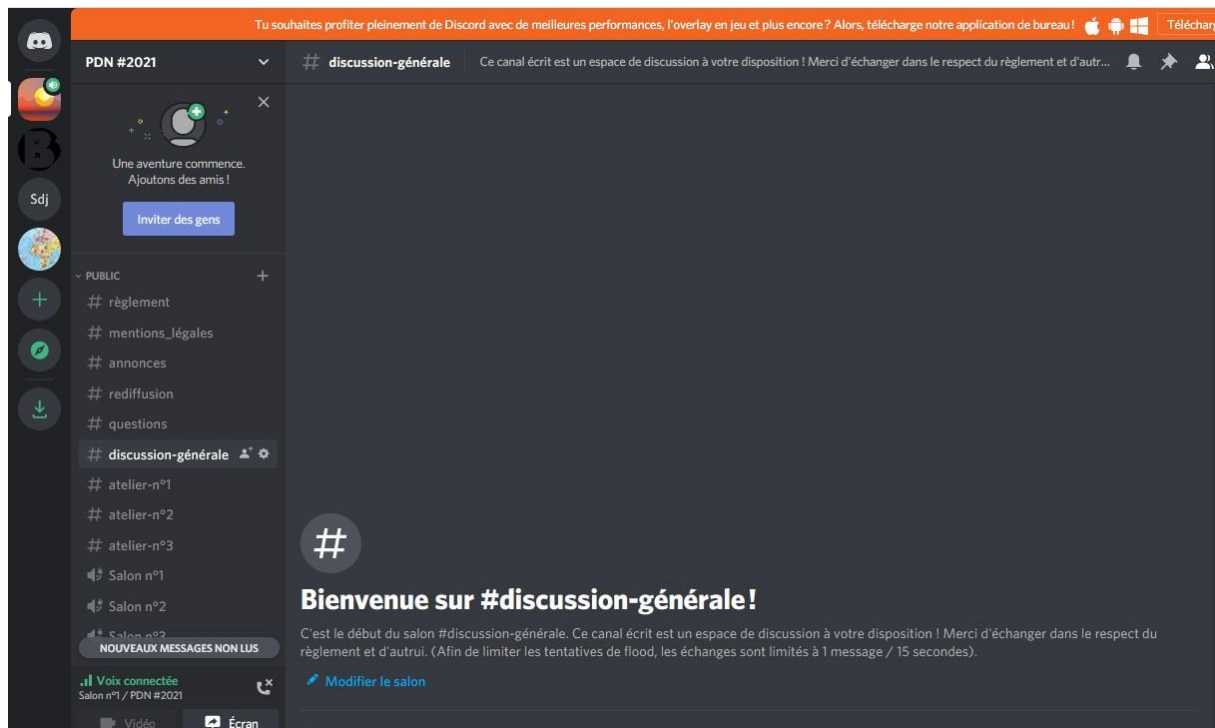 Tu souhaites profiter pleinement de Discord avec de meilleures performances, l'overlay en jeu et plus encore ? Alors, télécharge notre application de bureau !
Téléchar
PDN #2021
discussion-générale
Ce canal écrit est un espace de discussion à votre disposition ! Merci d'échanger dans le respect du règlement et d'autr...
Une aventure commence.
Ajoutons des amis !
Inviter des gens
Sdj
PUBLIC
# règlement
# mentions_légales
# annonces
# rediffusion
# questions
# discussion-générale
# atelier-n°1
# atelier-n°2
# atelier-n°3
Salon n°1
Salon n°2
Salon n°3
NOUVEAUX MESSAGES NON LUS
Voix connectée
Salon n°1 / PDN #2021
Vidéo
Écran
Bienvenue sur #discussion-générale !
C'est le début du salon #discussion-générale. Ce canal écrit est un espace de discussion à votre disposition ! Merci d'échanger dans le respect du
règlement et d'autrui. (Afin de limiter les tentatives de flood, les échanges sont limités à 1 message / 15 secondes).
Modifier le salon